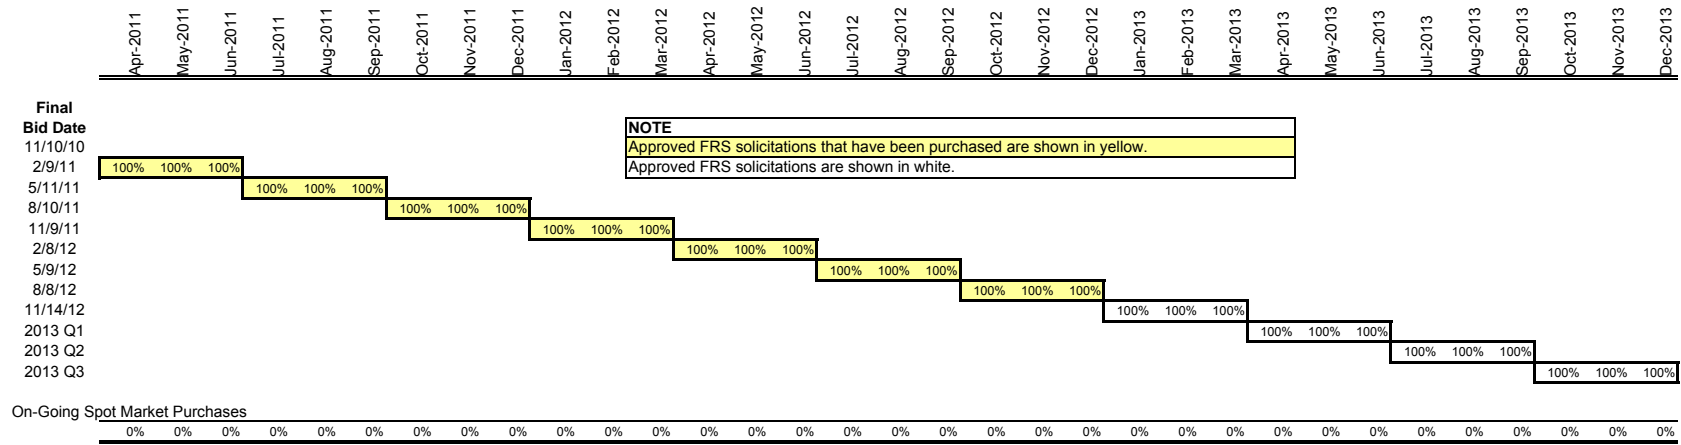 Apr-2011 May-2011 Jun-2011 Jul-2011 Aug-2011 Sep-2011 Oct-2011 Nov-2011 Dec-2011 Jan-2012 Feb-2012 Mar-2012 Apr-2012 May-2012 Jun-2012 Jul-2012 Aug-2012 Sep-2012 Oct-2012 Nov-2012 Dec-2012 Jan-2013 Feb-2013 Mar-2013 Apr-2013 May-2013 Jun-2013 Jul-2013 Aug-2013 Sep-2013 Oct-2013 Nov-2013 Dec-2013
Final
Bid Date
NOTE
11/10/10
Approved FRS solicitations that have been purchased are shown in yellow.
2/9/11 100% 100% 100%
Approved FRS solicitations are shown in white.
5/11/11 100% 100% 100%
8/10/11 100% 100% 100%
11/9/11 100% 100% 100%
2/8/12 100% 100% 100%
5/9/12 100% 100% 100%
8/8/12 100% 100% 100%
11/14/12 100% 100% 100%
2013 Q1 100% 100% 100%
2013 Q2 100% 100% 100%
2013 Q3 100% 100% 100%
On-Going Spot Market Purchases
0% 0% 0% 0% 0% 0% 0% 0% 0% 0% 0% 0% 0% 0% 0% 0% 0% 0% 0% 0% 0% 0% 0% 0% 0% 0% 0% 0% 0% 0% 0% 0% 0%